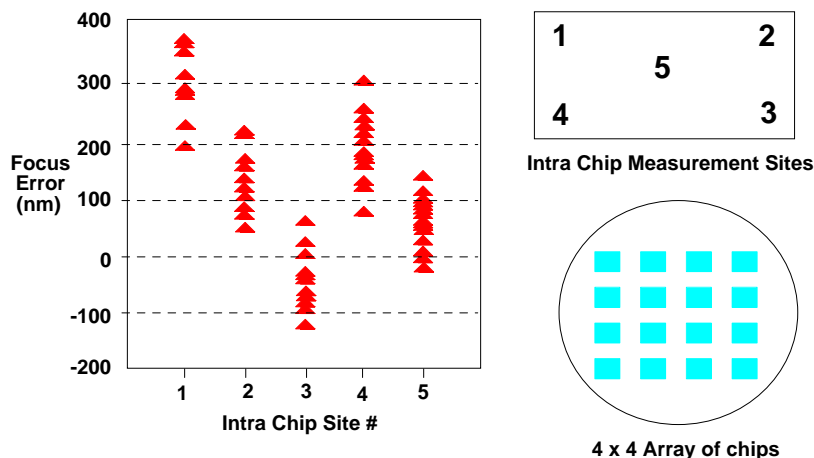 400
300
200
100
0
-100
-200
Focus
Error
(nm)
1 2 3 4 5
Intra Chip Site #
1 2
5
4 3
Intra Chip Measurement Sites
4 x 4 Array of chips